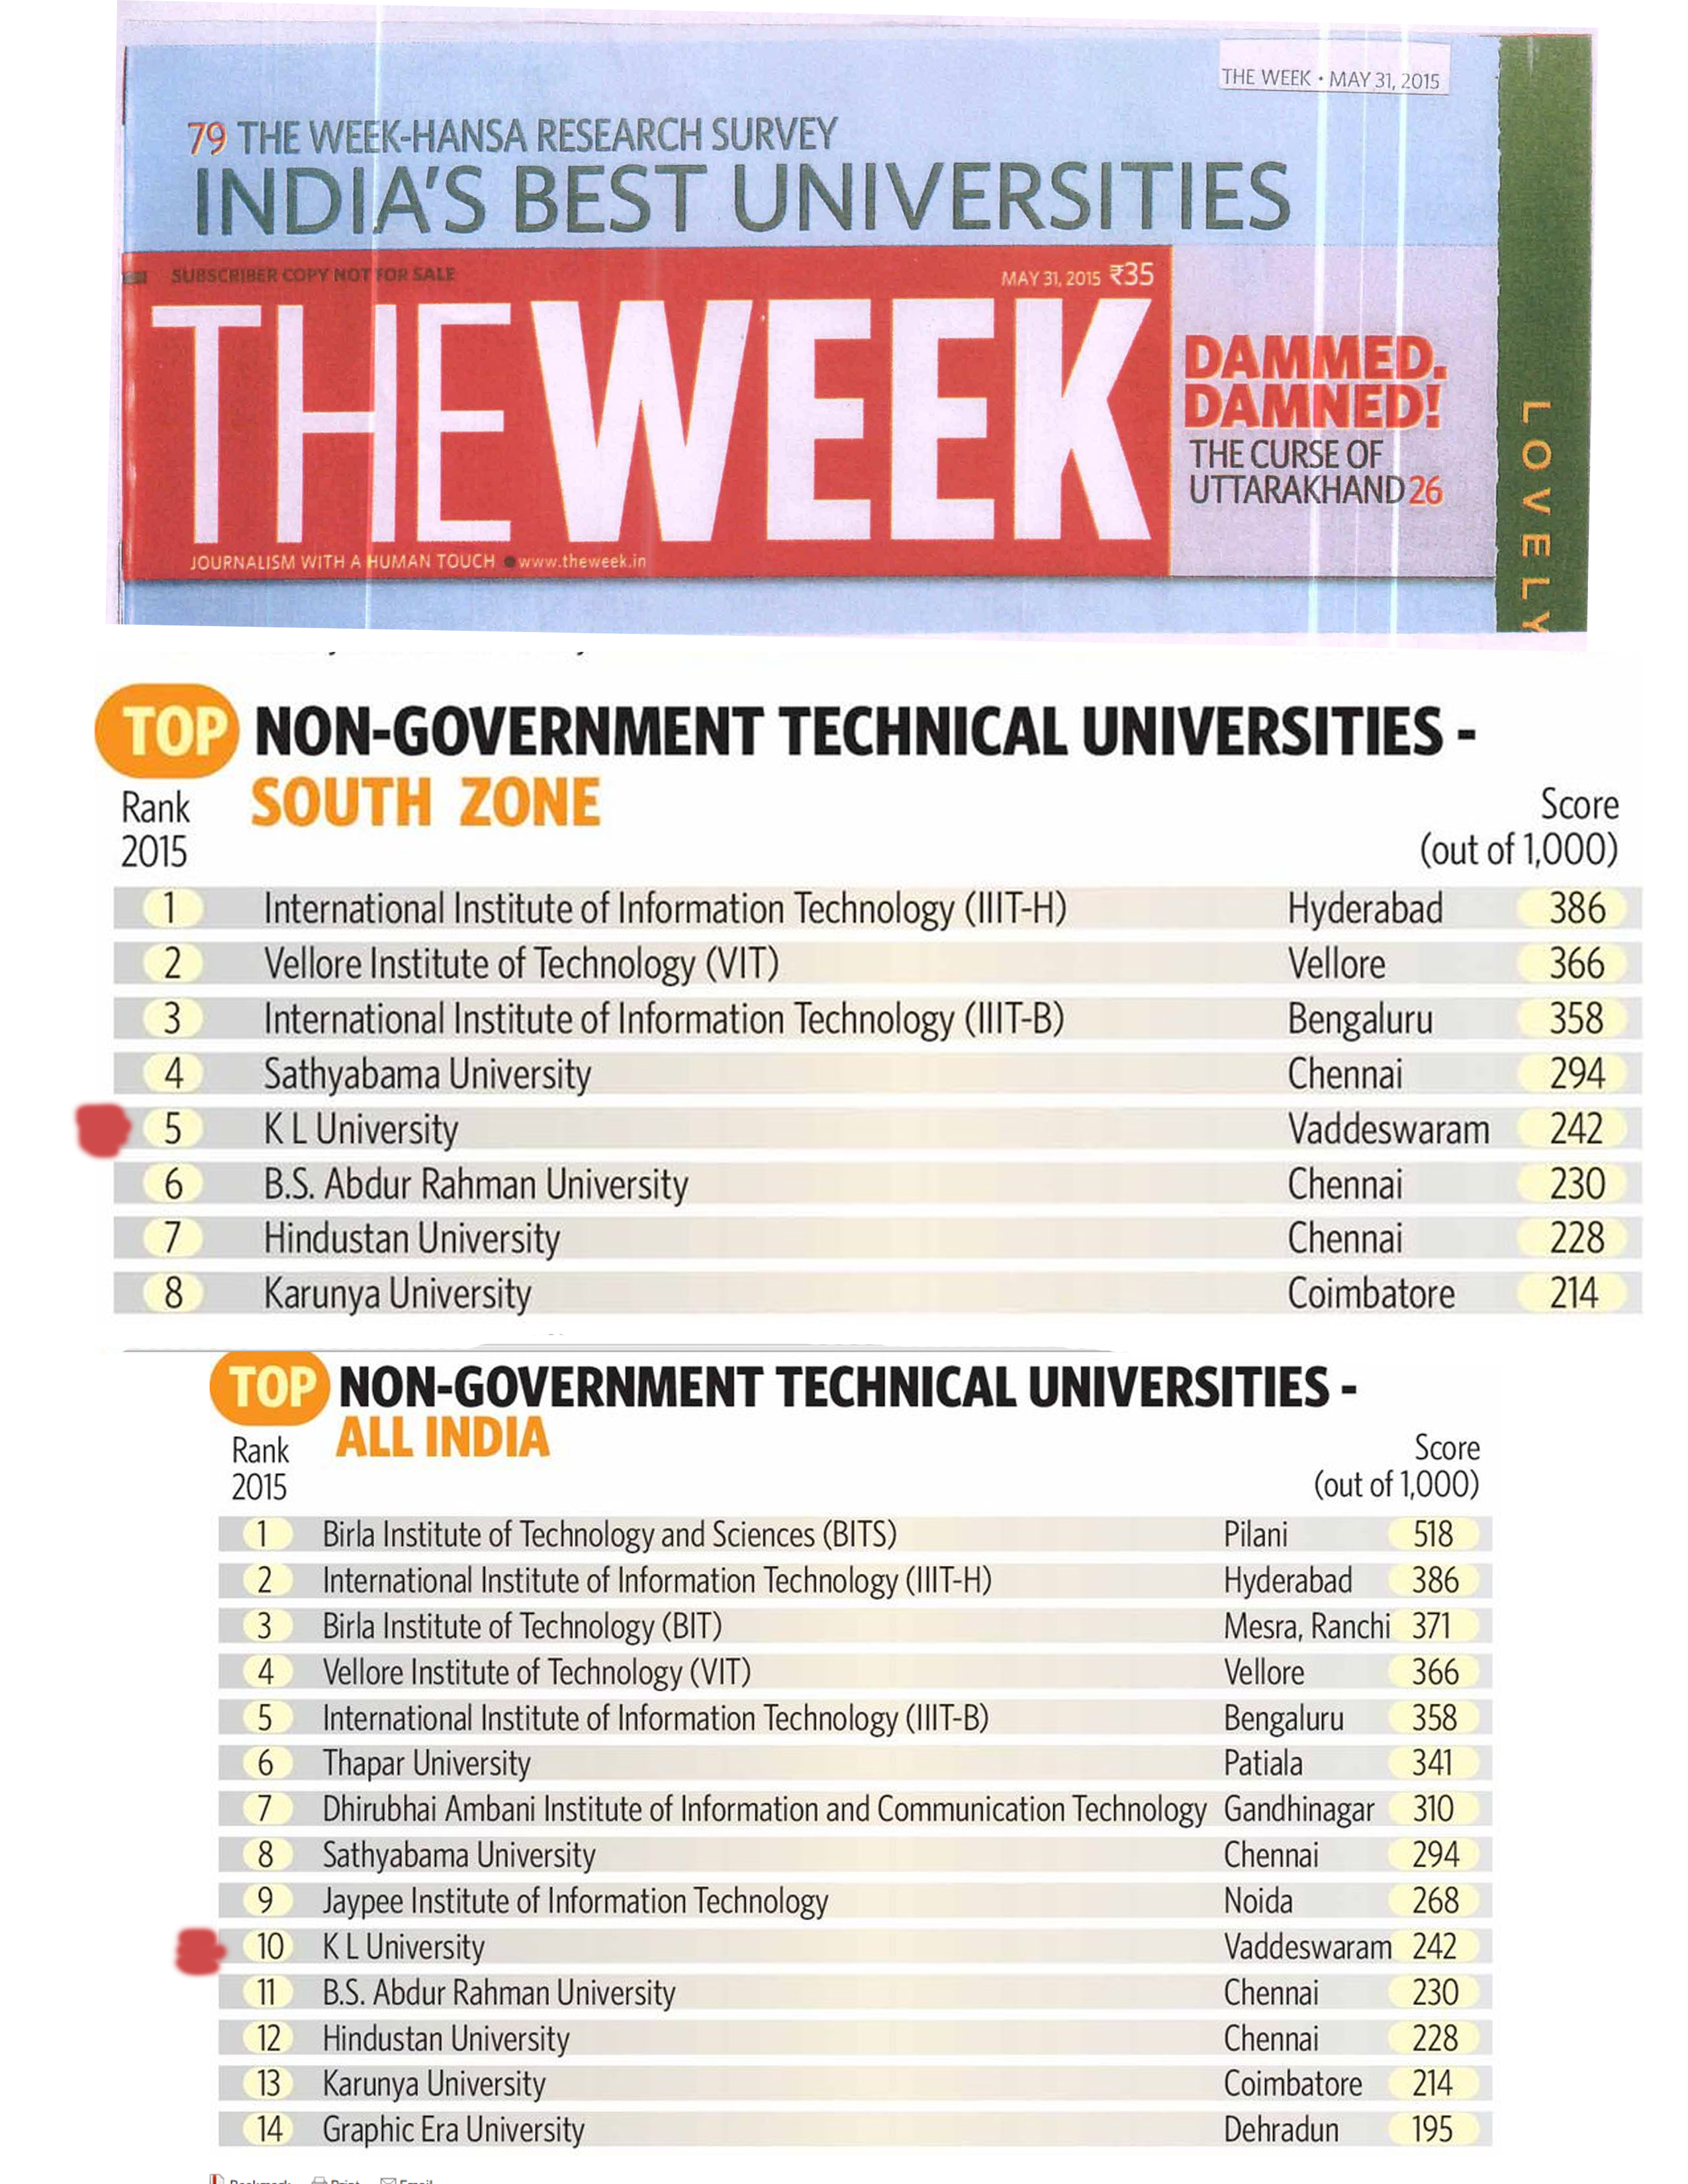 THE WEEK • MAY 31, 2015
79 THE WEEK-HANSA RESEARCH SURVEY
INDIA'S BEST UNIVERSITIES
SUBSCRIBER COPY NOT FOR SALE
MAY 31, 2015 ₹35
THE WEEK
DAMMED.
DAMNED!
THE CURSE OF
UTTARAKHAND 26
JOURNALISM WITH A HUMAN TOUCH ● www.theweek.in
LOVELY
TOP NON-GOVERNMENT TECHNICAL UNIVERSITIES -
SOUTH ZONE
Rank
2015
Score
(out of 1,000)
1 International Institute of Information Technology (IIIT-H) Hyderabad 386
2 Vellore Institute of Technology (VIT) Vellore 366
3 International Institute of Information Technology (IIIT-B) Bengaluru 358
4 Sathyabama University Chennai 294
5 K L University Vaddeswaram 242
6 B.S. Abdur Rahman University Chennai 230
7 Hindustan University Chennai 228
8 Karunya University Coimbatore 214
TOP NON-GOVERNMENT TECHNICAL UNIVERSITIES -
ALL INDIA
Rank
2015
Score
(out of 1,000)
1 Birla Institute of Technology and Sciences (BITS) Pilani 518
2 International Institute of Information Technology (IIIT-H) Hyderabad 386
3 Birla Institute of Technology (BIT) Mesra, Ranchi 371
4 Vellore Institute of Technology (VIT) Vellore 366
5 International Institute of Information Technology (IIIT-B) Bengaluru 358
6 Thapar University Patiala 341
7 Dhirubhai Ambani Institute of Information and Communication Technology Gandhinagar 310
8 Sathyabama University Chennai 294
9 Jaypee Institute of Information Technology Noida 268
10 K L University Vaddeswaram 242
11 B.S. Abdur Rahman University Chennai 230
12 Hindustan University Chennai 228
13 Karunya University Coimbatore 214
14 Graphic Era University Dehradun 195